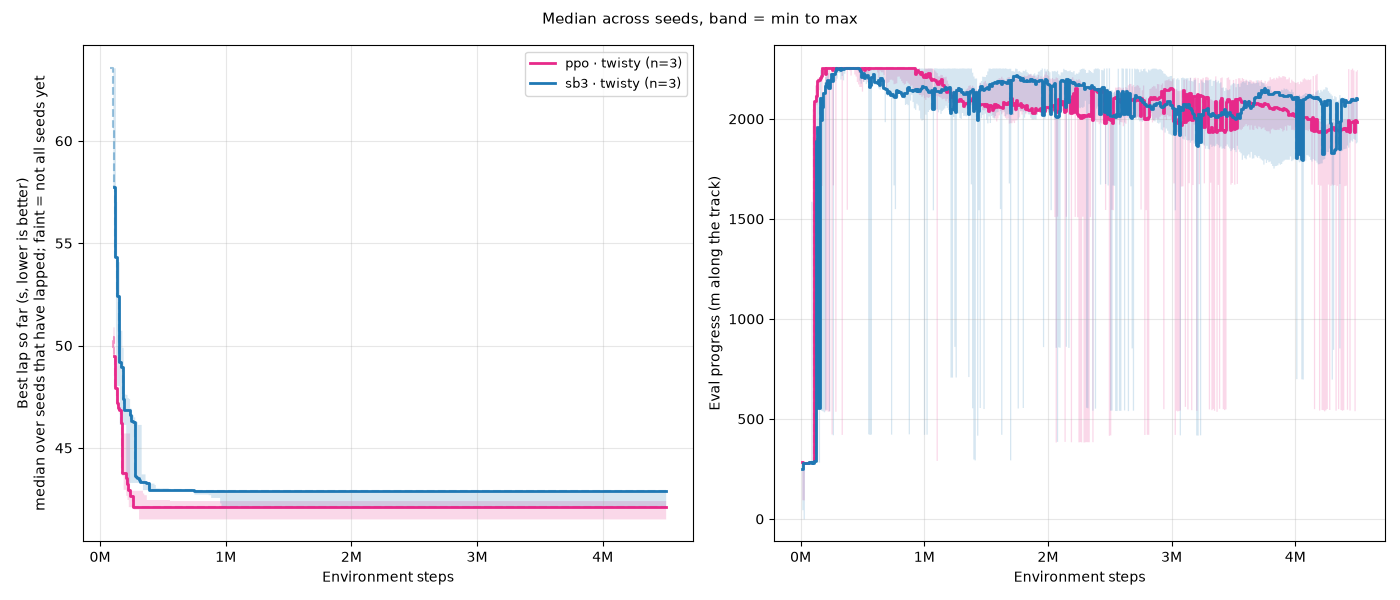 Median across seeds, band = min to max
Best lap so far (s, lower is better)
median over seeds that have lapped; faint = not all seeds yet
60
55
50
45
ppo · twisty (n=3)
sb3 · twisty (n=3)
0M
1M
2M
3M
4M
Environment steps
Eval progress (m along the track)
2000
1500
1000
500
0
0M
1M
2M
3M
4M
Environment steps